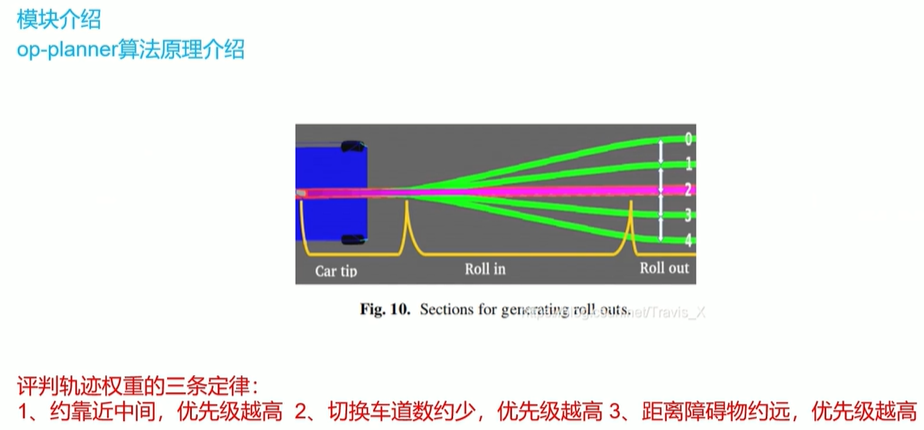 模块介绍
op-planner算法原理介绍
0
1
2
3
4
Car tip
Roll in
Roll out
Fig. 10. Sections for generating roll outs.
评判轨迹权重的三条定律：
1、约靠近中间，优先级越高 2、切换车道数约少，优先级越高 3、距离障碍物约远，优先级越高